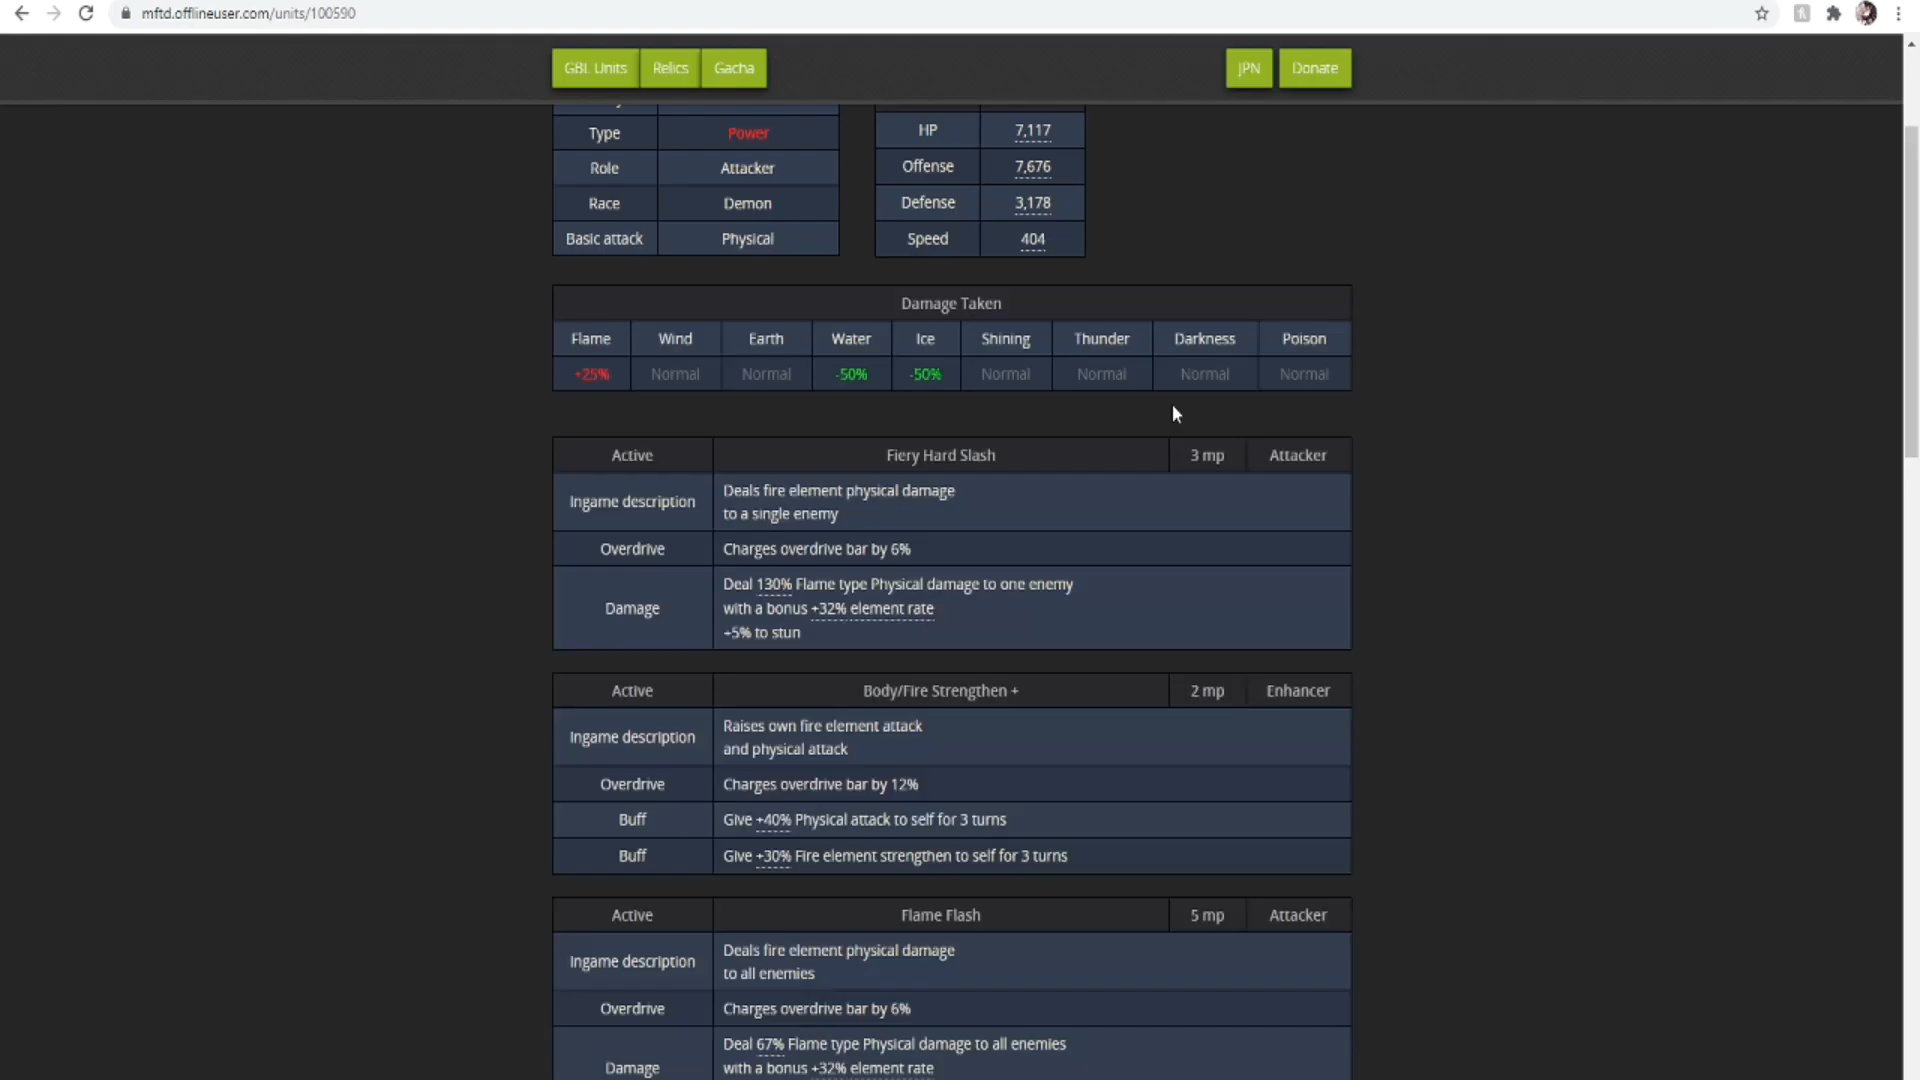 mftd.offlineuser.com/units/100590
GBL Units
Relics
Gacha
JPN
Donate
Type
Power
Role
Attacker
Race
Demon
Basic attack
Physical
HP
7,117
Offense
7,676
Defense
3,178
Speed
404
Damage Taken
Flame Wind Earth Water Ice Shining Thunder Darkness Poison
+25% Normal Normal -50% -50% Normal Normal Normal Normal
Active Fiery Hard Slash 3 mp Attacker
Ingame description
Deals fire element physical damage
to a single enemy
Overdrive
Charges overdrive bar by 6%
Damage
Deal 130% Flame type Physical damage to one enemy
with a bonus +32% element rate
+5% to stun
Active Body/Fire Strengthen + 2 mp Enhancer
Ingame description
Raises own fire element attack
and physical attack
Overdrive
Charges overdrive bar by 12%
Buff
Give +40% Physical attack to self for 3 turns
Buff
Give +30% Fire element strengthen to self for 3 turns
Active Flame Flash 5 mp Attacker
Ingame description
Deals fire element physical damage
to all enemies
Overdrive
Charges overdrive bar by 6%
Damage
Deal 67% Flame type Physical damage to all enemies
with a bonus +32% element rate